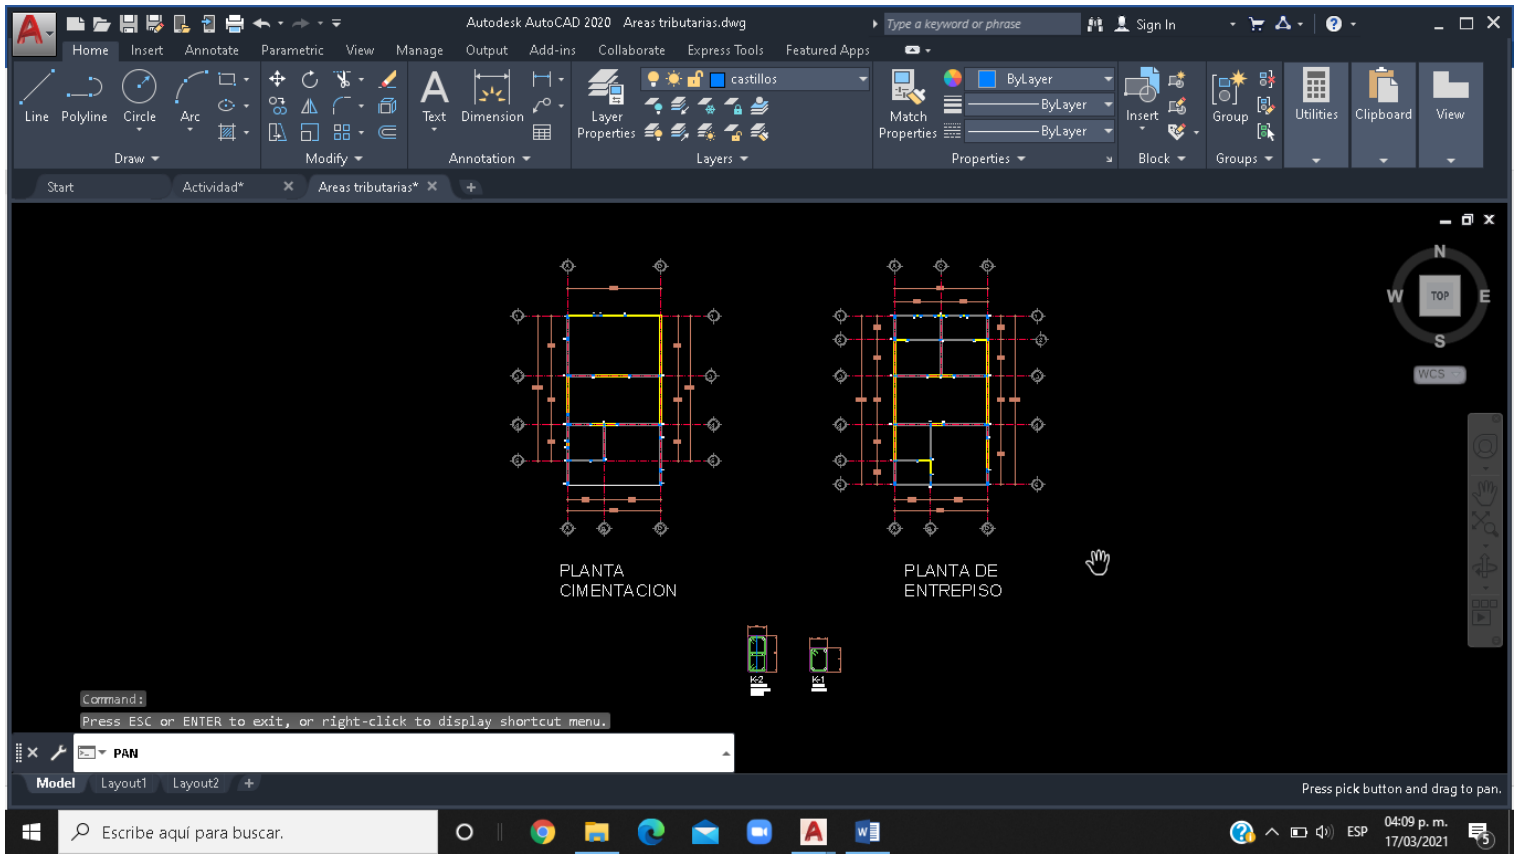 Autodesk AutoCAD 2020 Areas tributarias.dwg
Type a keyword or phrase
Sign In
Home Insert Annotate Parametric View Manage Output Add-ins Collaborate Express Tools Featured Apps
castillos
ByLayer
ByLayer
ByLayer
Line Polyline Circle Arc
Text Dimension
Layer
Properties
Match
Properties
Insert
Group
Utilities
Clipboard
View
Draw Modify Annotation Layers Properties Block Groups
Start Actividad* Areas tributarias*
N
W TOP E
S
WCS
PLANTA
CIMENTACION
PLANTA DE
ENTREPISO
K-2
K-1
Command:
Press ESC or ENTER to exit, or right-click to display shortcut menu.
PAN
Model Layout1 Layout2
Press pick button and drag to pan.
Escribe aquí para buscar.
ESP
04:09 p. m.
17/03/2021
5